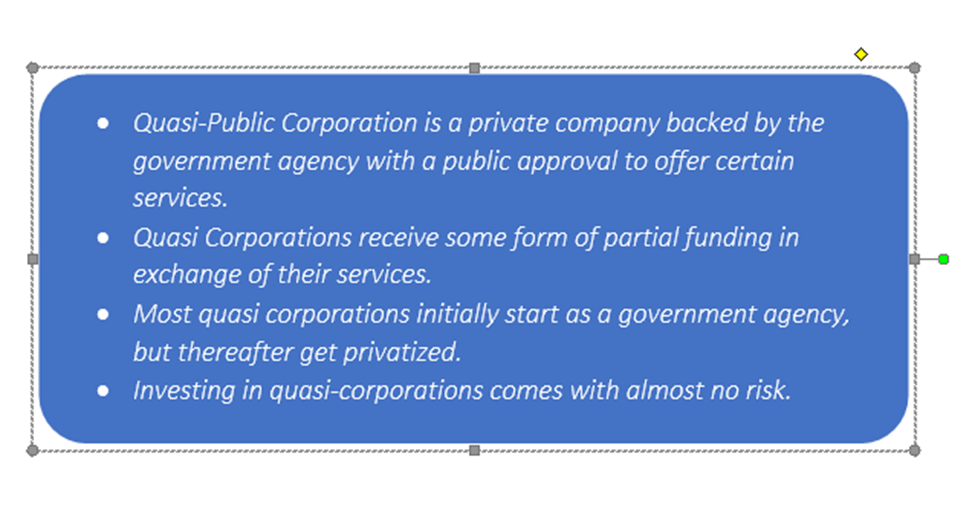 • Quasi-Public Corporation is a private company backed by the
government agency with a public approval to offer certain
services.
• Quasi Corporations receive some form of partial funding in
exchange of their services.
• Most quasi corporations initially start as a government agency,
but thereafter get privatized.
• Investing in quasi-corporations comes with almost no risk.